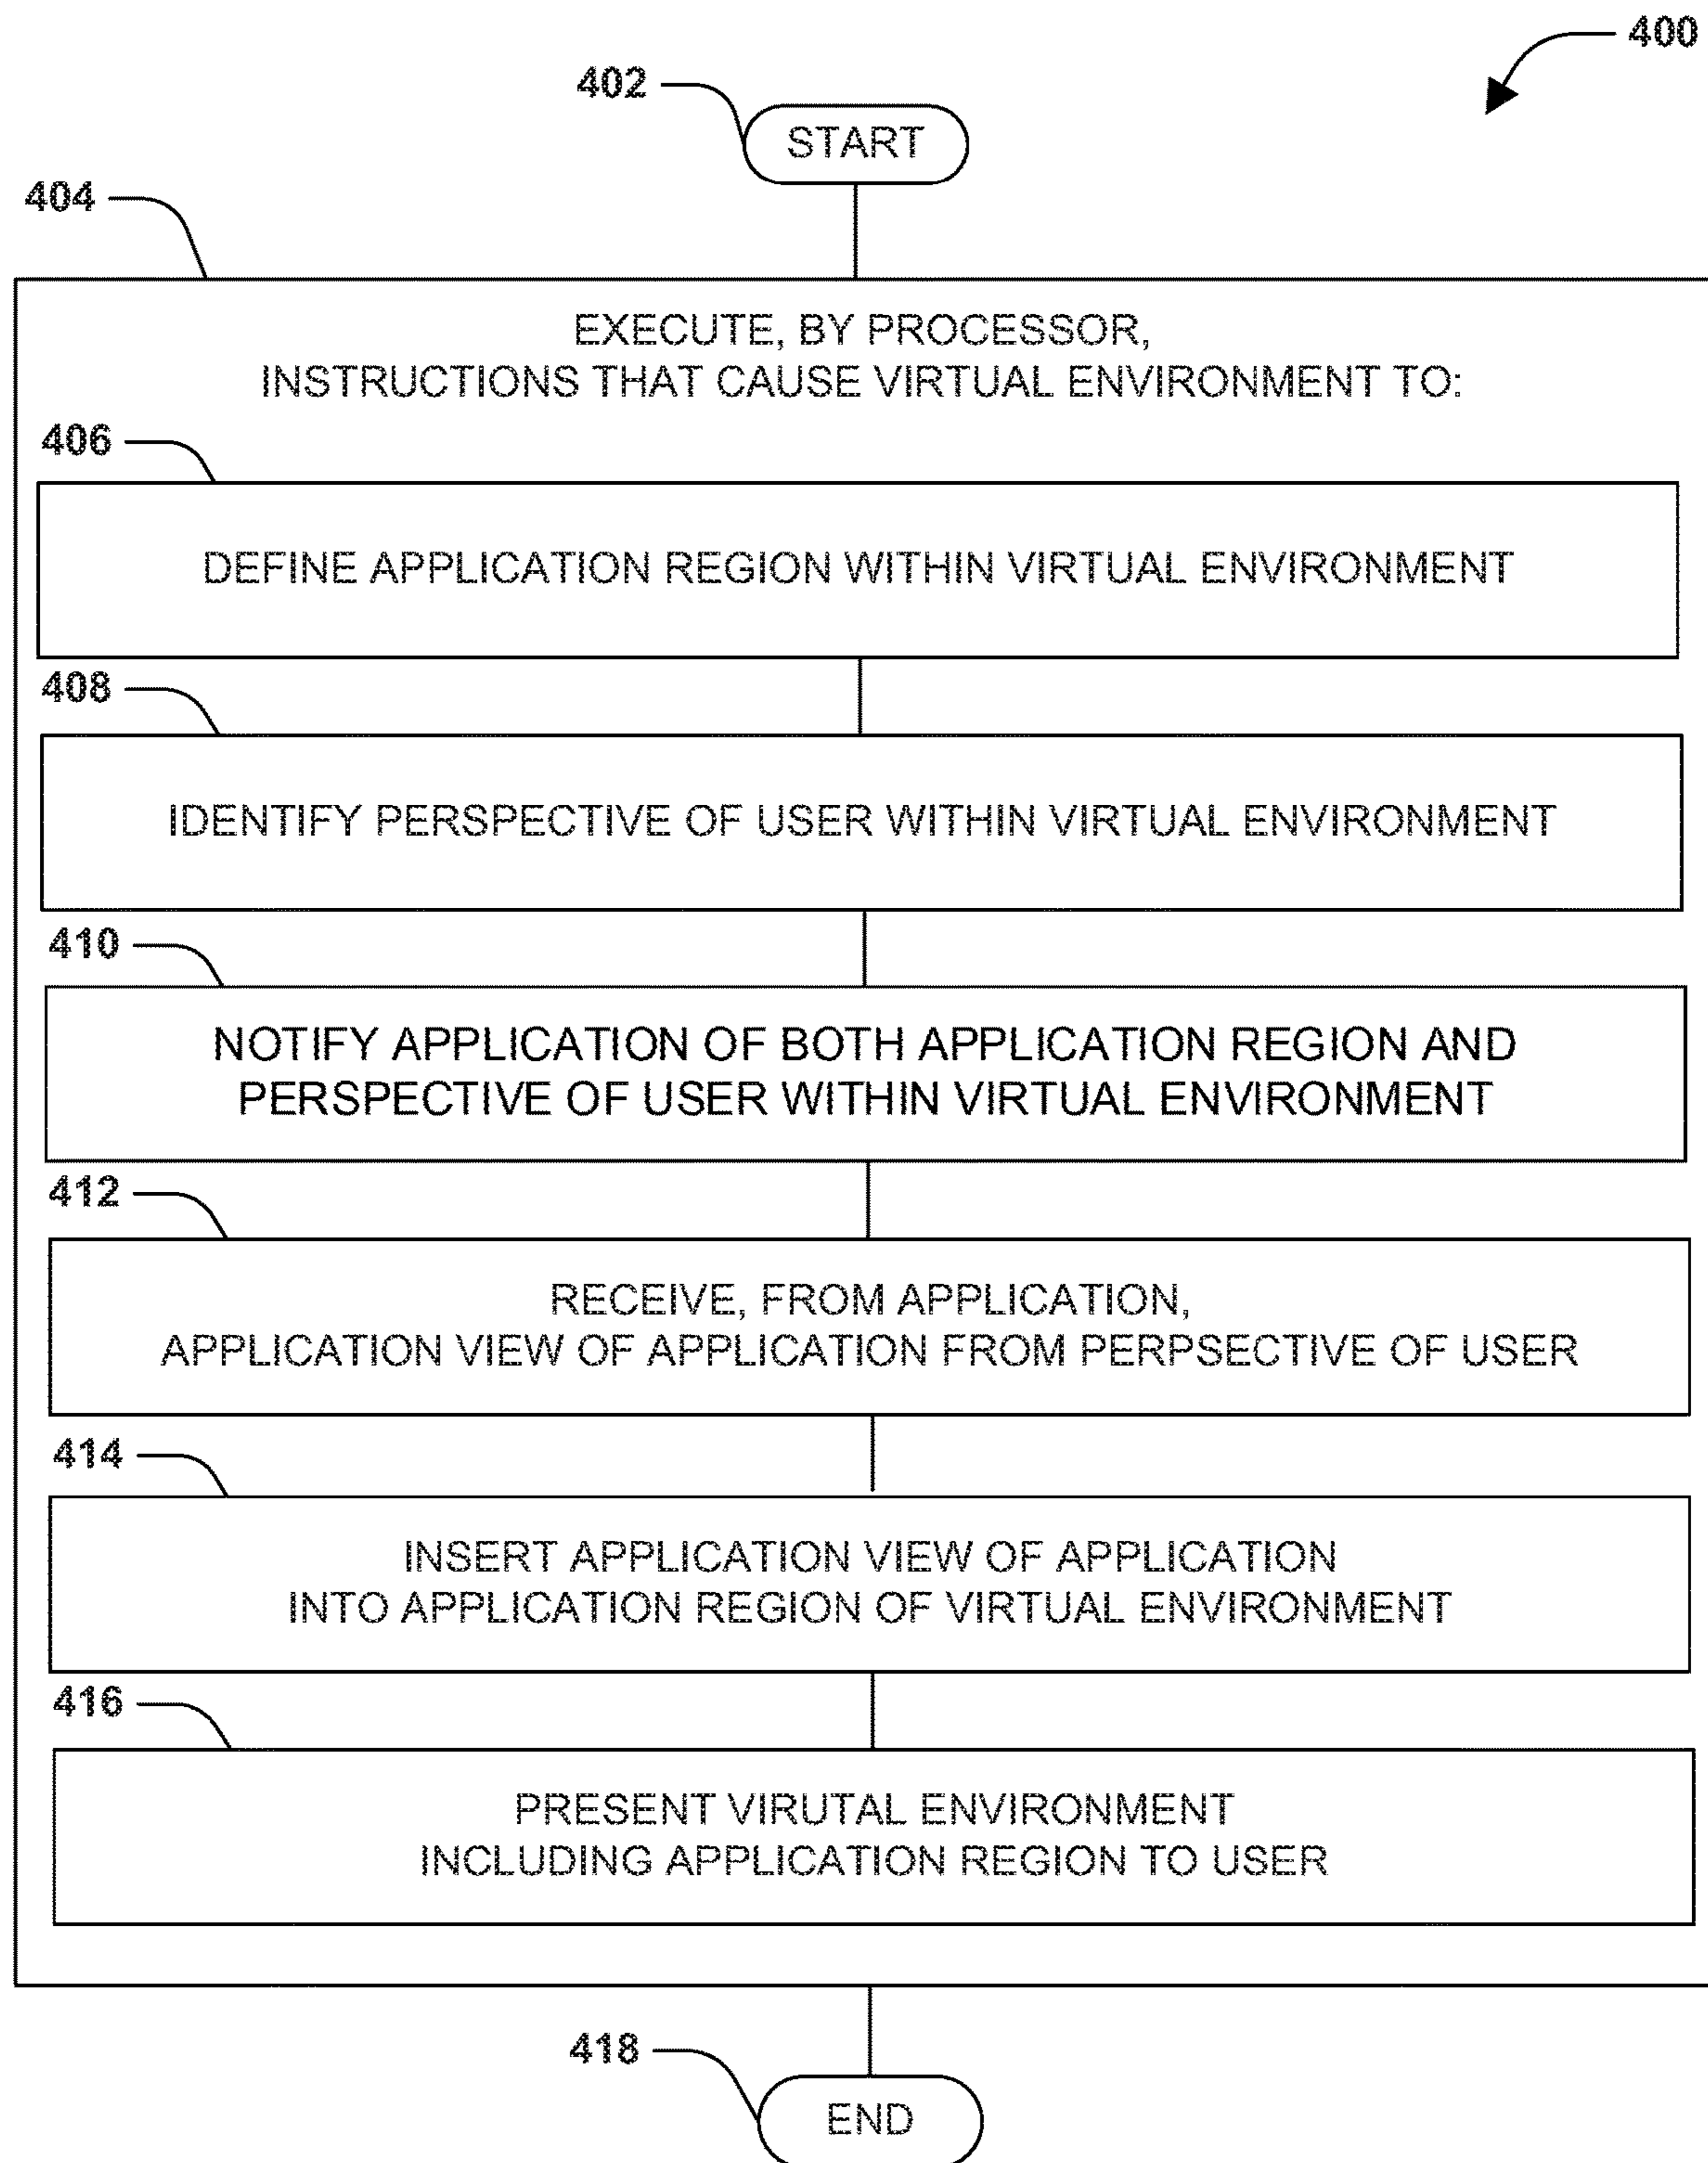 400
402
START
404
EXECUTE, BY PROCESSOR,
INSTRUCTIONS THAT CAUSE VIRTUAL ENVIRONMENT TO:
406
DEFINE APPLICATION REGION WITHIN VIRTUAL ENVIRONMENT
408
IDENTIFY PERSPECTIVE OF USER WITHIN VIRTUAL ENVIRONMENT
410
NOTIFY APPLICATION OF BOTH APPLICATION REGION AND
PERSPECTIVE OF USER WITHIN VIRTUAL ENVIRONMENT
412
RECEIVE, FROM APPLICATION,
APPLICATION VIEW OF APPLICATION FROM PERPSECTIVE OF USER
414
INSERT APPLICATION VIEW OF APPLICATION
INTO APPLICATION REGION OF VIRTUAL ENVIRONMENT
416
PRESENT VIRUTAL ENVIRONMENT
INCLUDING APPLICATION REGION TO USER
418
END